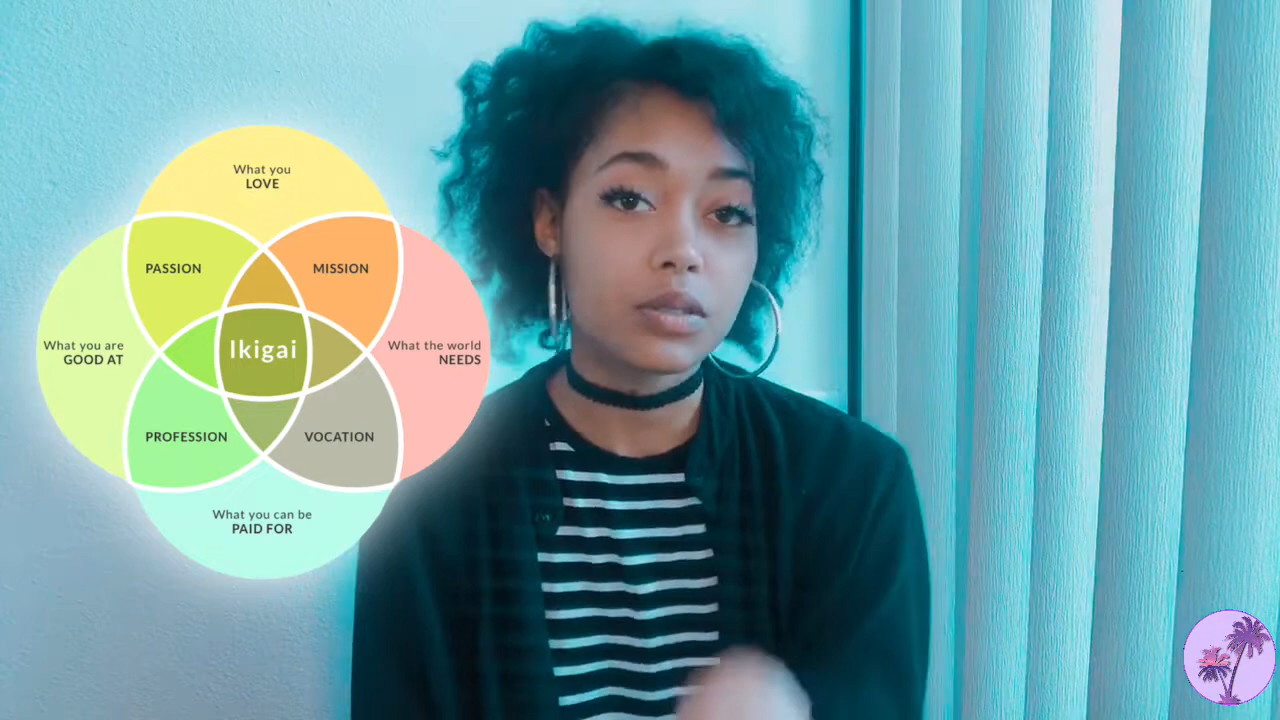 What you
LOVE
PASSION
MISSION
What you are
GOOD AT
Ikigai
What the world
NEEDS
PROFESSION
VOCATION
What you can be
PAID FOR